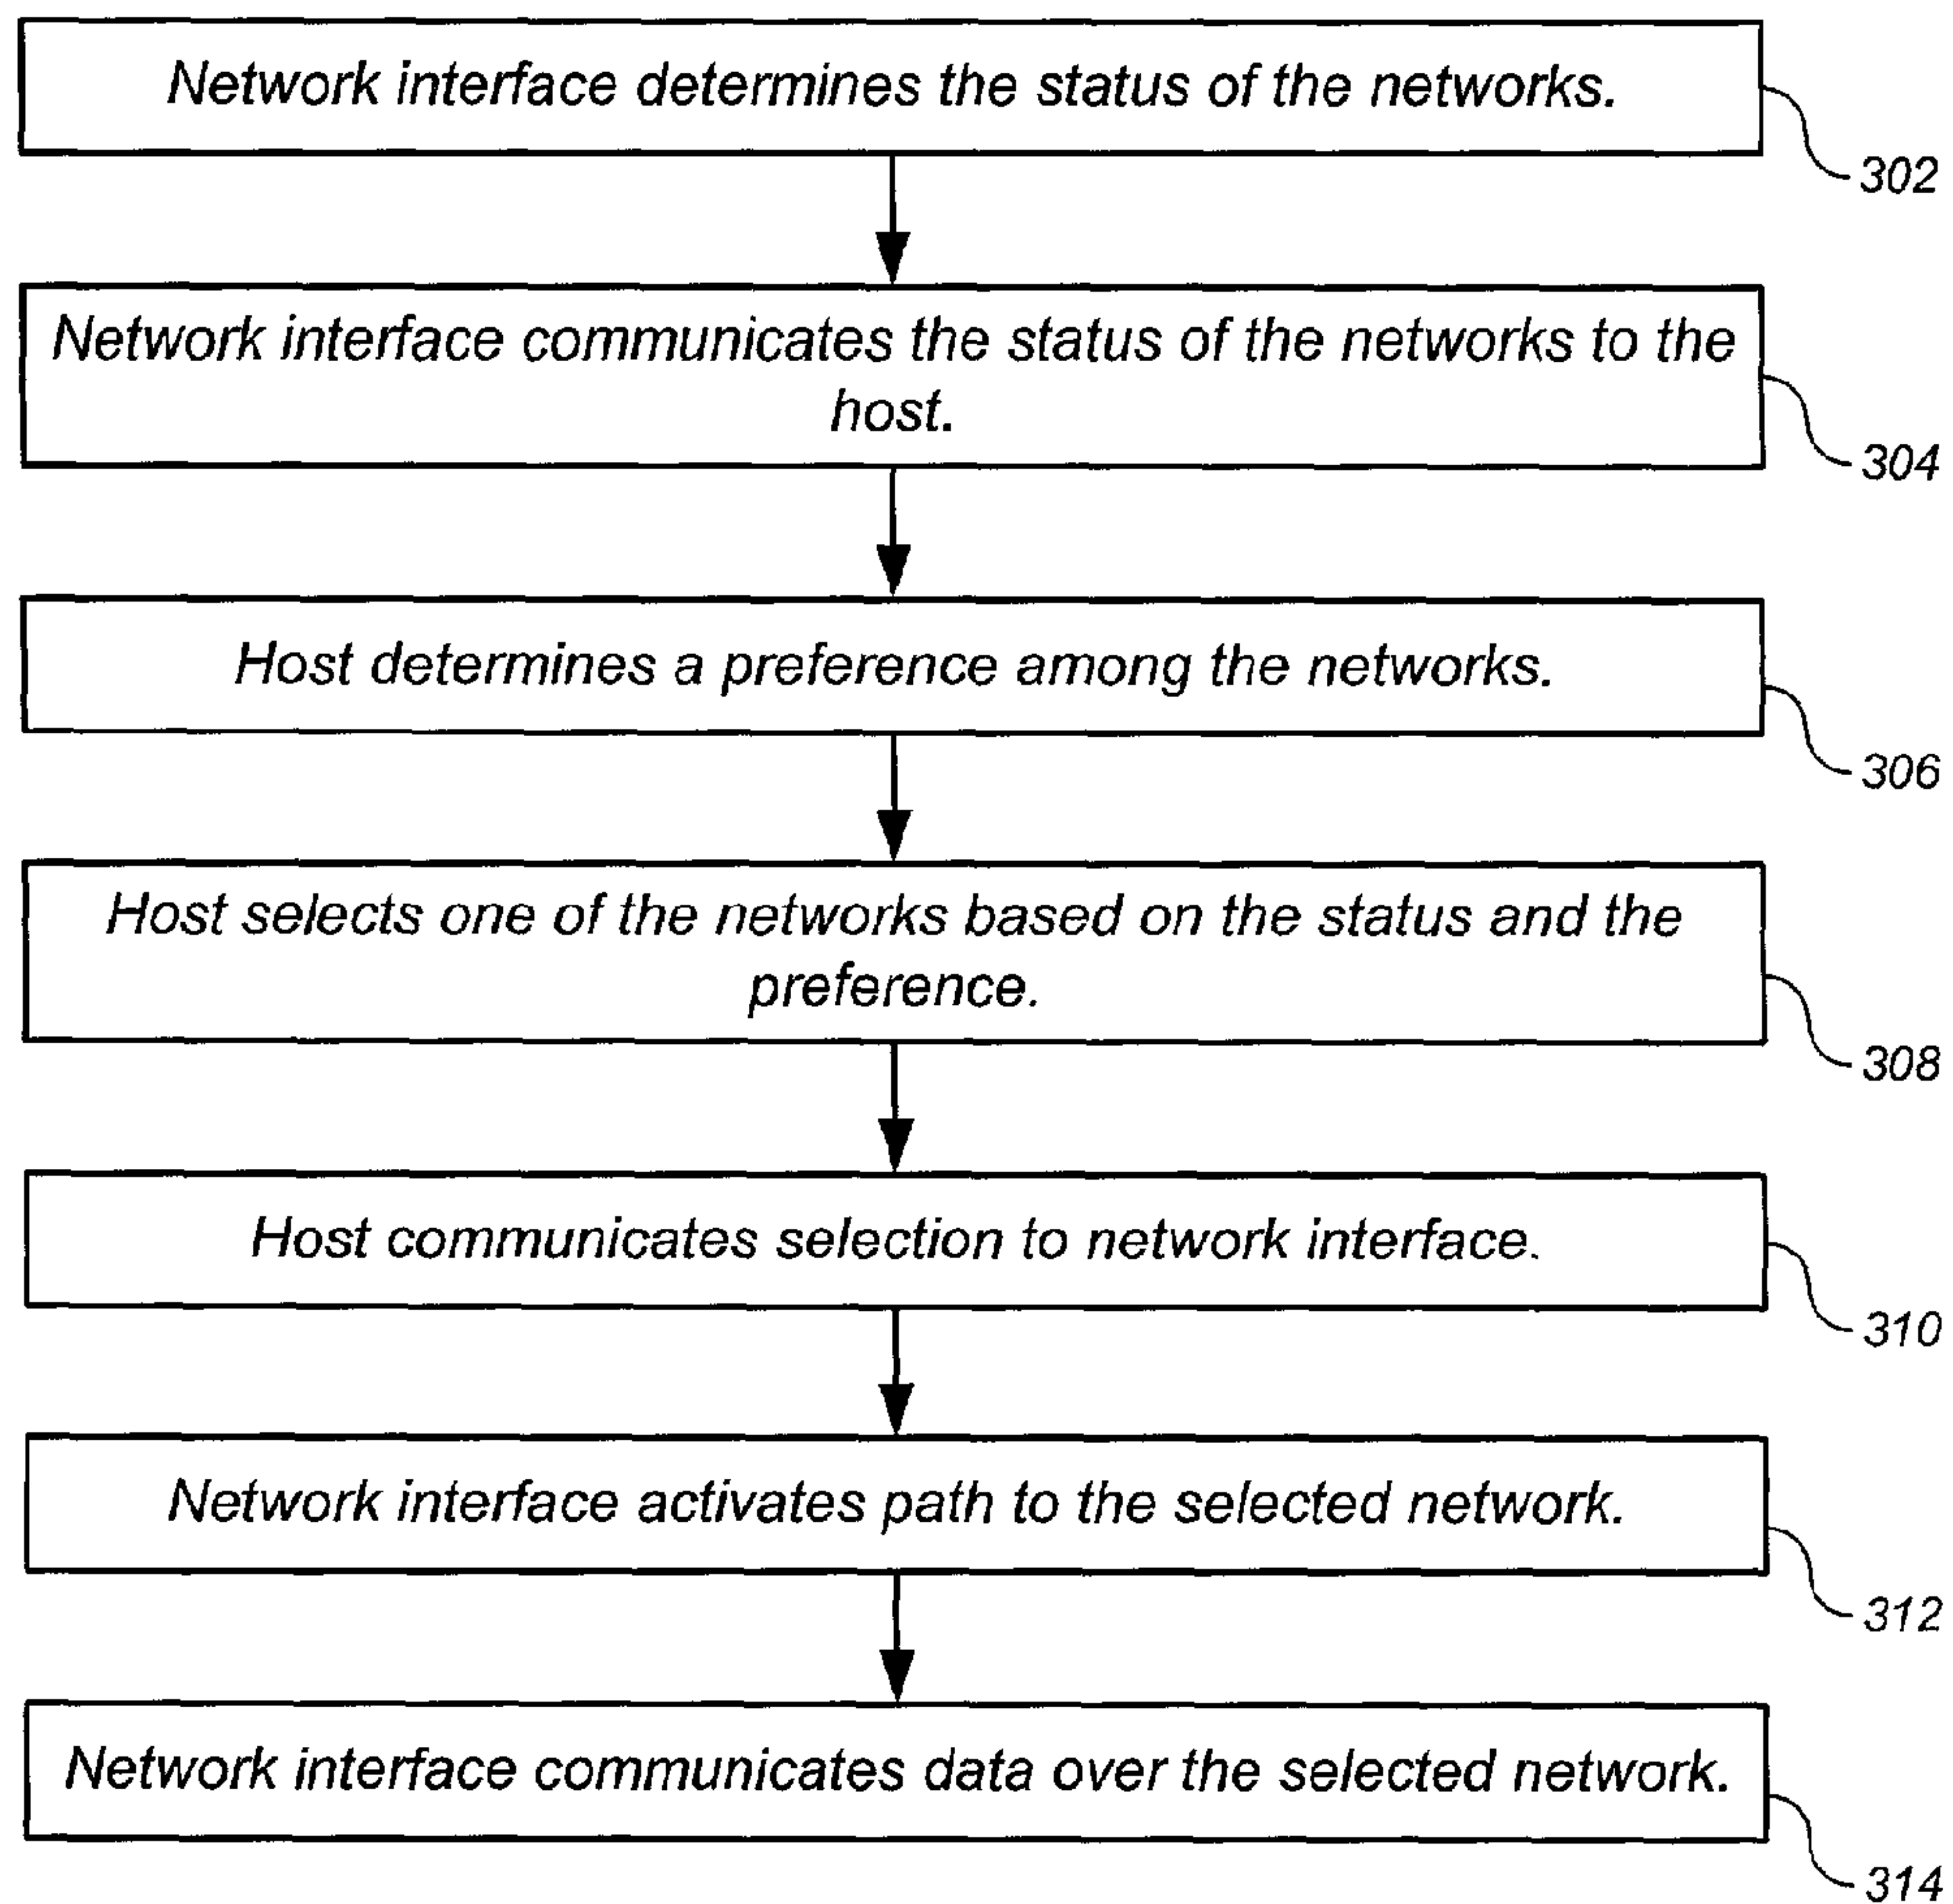 Network interface determines the status of the networks.
302
Network interface communicates the status of the networks to the
host.
304
Host determines a preference among the networks.
306
Host selects one of the networks based on the status and the
preference.
308
Host communicates selection to network interface.
310
Network interface activates path to the selected network.
312
Network interface communicates data over the selected network.
314